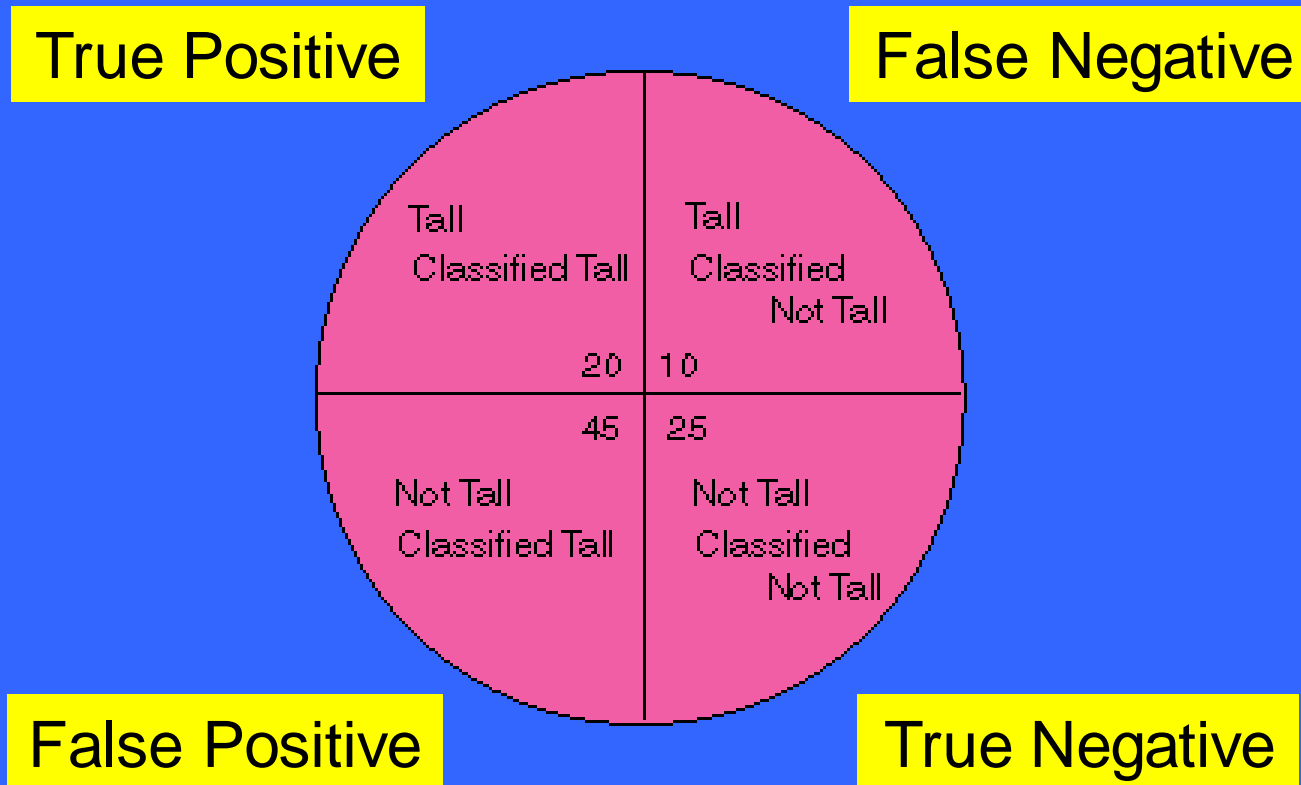 True Positive
False Negative
Tall
Classified Tall
20
Tall
Classified
Not Tall
10
45
Not Tall
Classified Tall
25
Not Tall
Classified
Not Tall
False Positive
True Negative